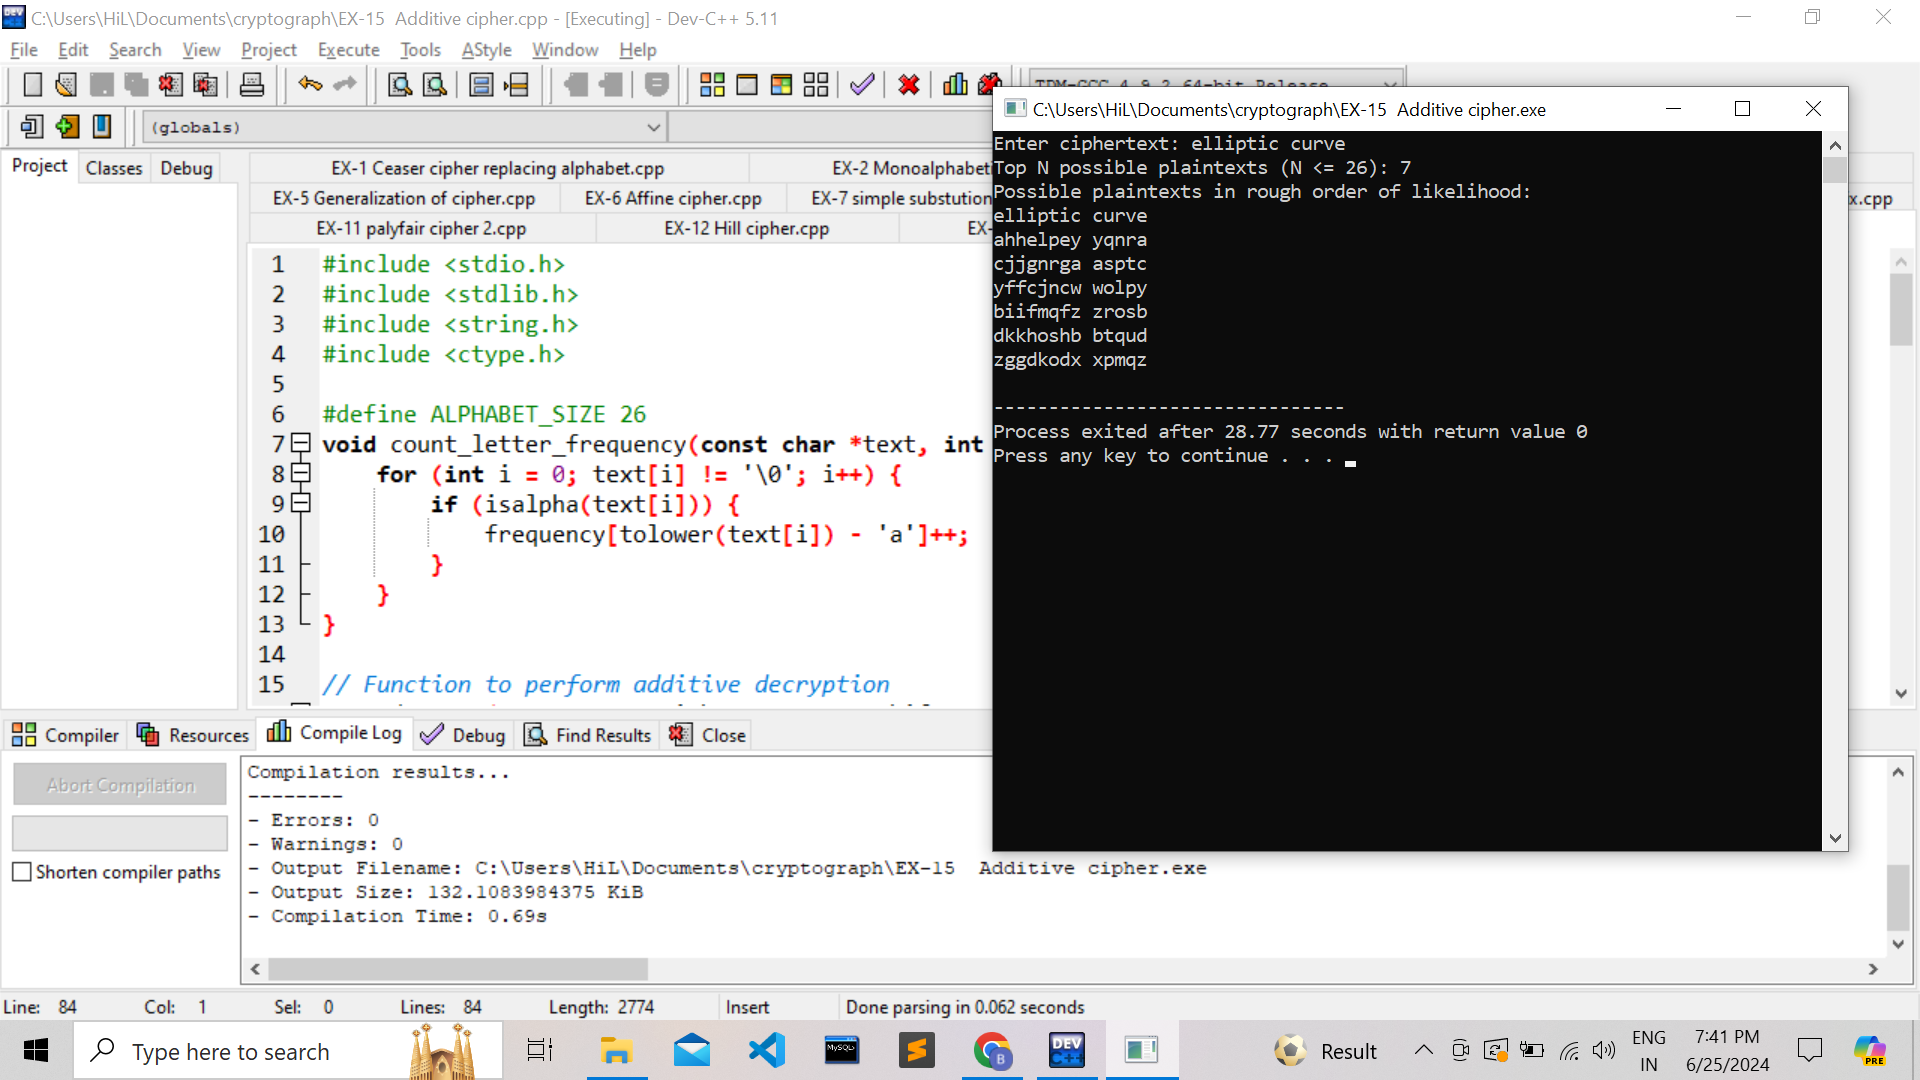 C:\Users\HiL\Documents\cryptograph\EX-15  Additive cipher.cpp - [Executing] - Dev-C++ 5.11
File Edit Search View Project Execute Tools AStyle Window Help
(globals)
Project Classes Debug
EX-1 Ceaser cipher replacing alphabet.cpp
EX-5 Generalization of cipher.cpp EX-6 Affine cipher.cpp EX-7 simple substution
x.cpp
EX-11 palyfair cipher 2.cpp EX-12 Hill cipher.cpp EX-
1 #include <stdio.h>
2 #include <stdlib.h>
3 #include <string.h>
4 #include <ctype.h>
5
6 #define ALPHABET_SIZE 26
7 void count_letter_frequency(const char *text, int
8 for (int i = 0; text[i] != '\0'; i++) {
9 if (isalpha(text[i])) {
10 frequency[tolower(text[i]) - 'a']++;
11 }
12 }
13 }
14
15 // Function to perform additive decryption
C:\Users\HiL\Documents\cryptograph\EX-15  Additive cipher.exe
Enter ciphertext: elliptic curve
Top N possible plaintexts (N <= 26): 7
Possible plaintexts in rough order of likelihood:
elliptic curve
ahhelpey yqnra
cjjgnrga asptc
yffcjncw wolpy
biifmqfz zrosb
dkkhoshb btqud
zggdkodx xpmqz
--------------------------------
Process exited after 28.77 seconds with return value 0
Press any key to continue . . .
Compiler Resources Compile Log Debug Find Results Close
Abort Compilation
Shorten compiler paths
Compilation results...
--------
- Errors: 0
- Warnings: 0
- Output Filename: C:\Users\HiL\Documents\cryptograph\EX-15  Additive cipher.exe
- Output Size: 132.1083984375 KiB
- Compilation Time: 0.69s
Line: 84 Col: 1 Sel: 0 Lines: 84 Length: 2774 Insert Done parsing in 0.062 seconds
Type here to search
MySQL
DEV C++
B
Result
ENG
IN
7:41 PM
6/25/2024
PRE